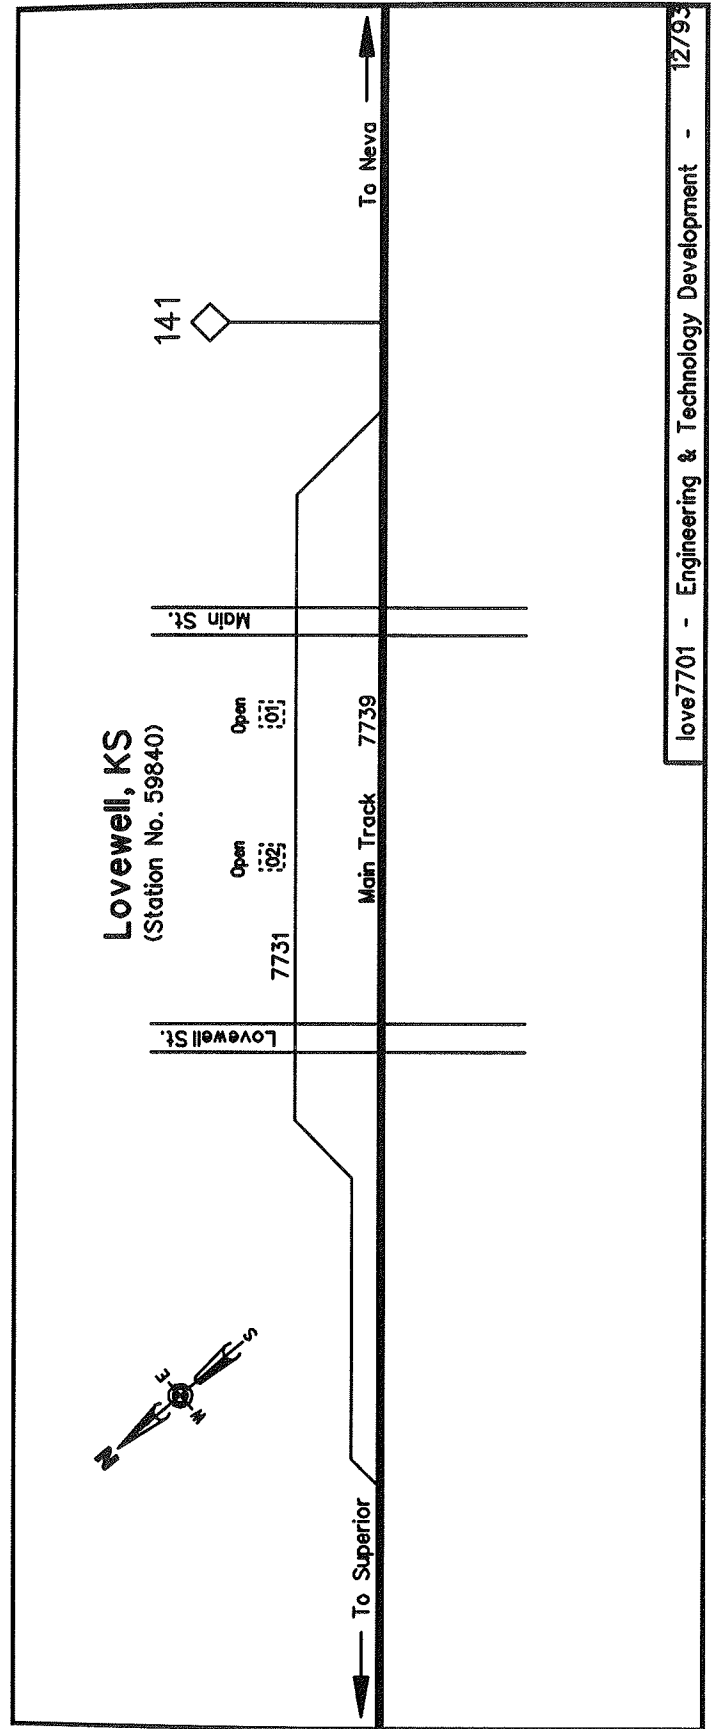 Lovewell, KS
(Station No. 59840)
141
Open
02
Open
01
7731
Lovewell St.
Main St.
Main Track 7739
To Superior
To Neva
N
E
W
S
love7701 - Engineering & Technology Development - 12/93